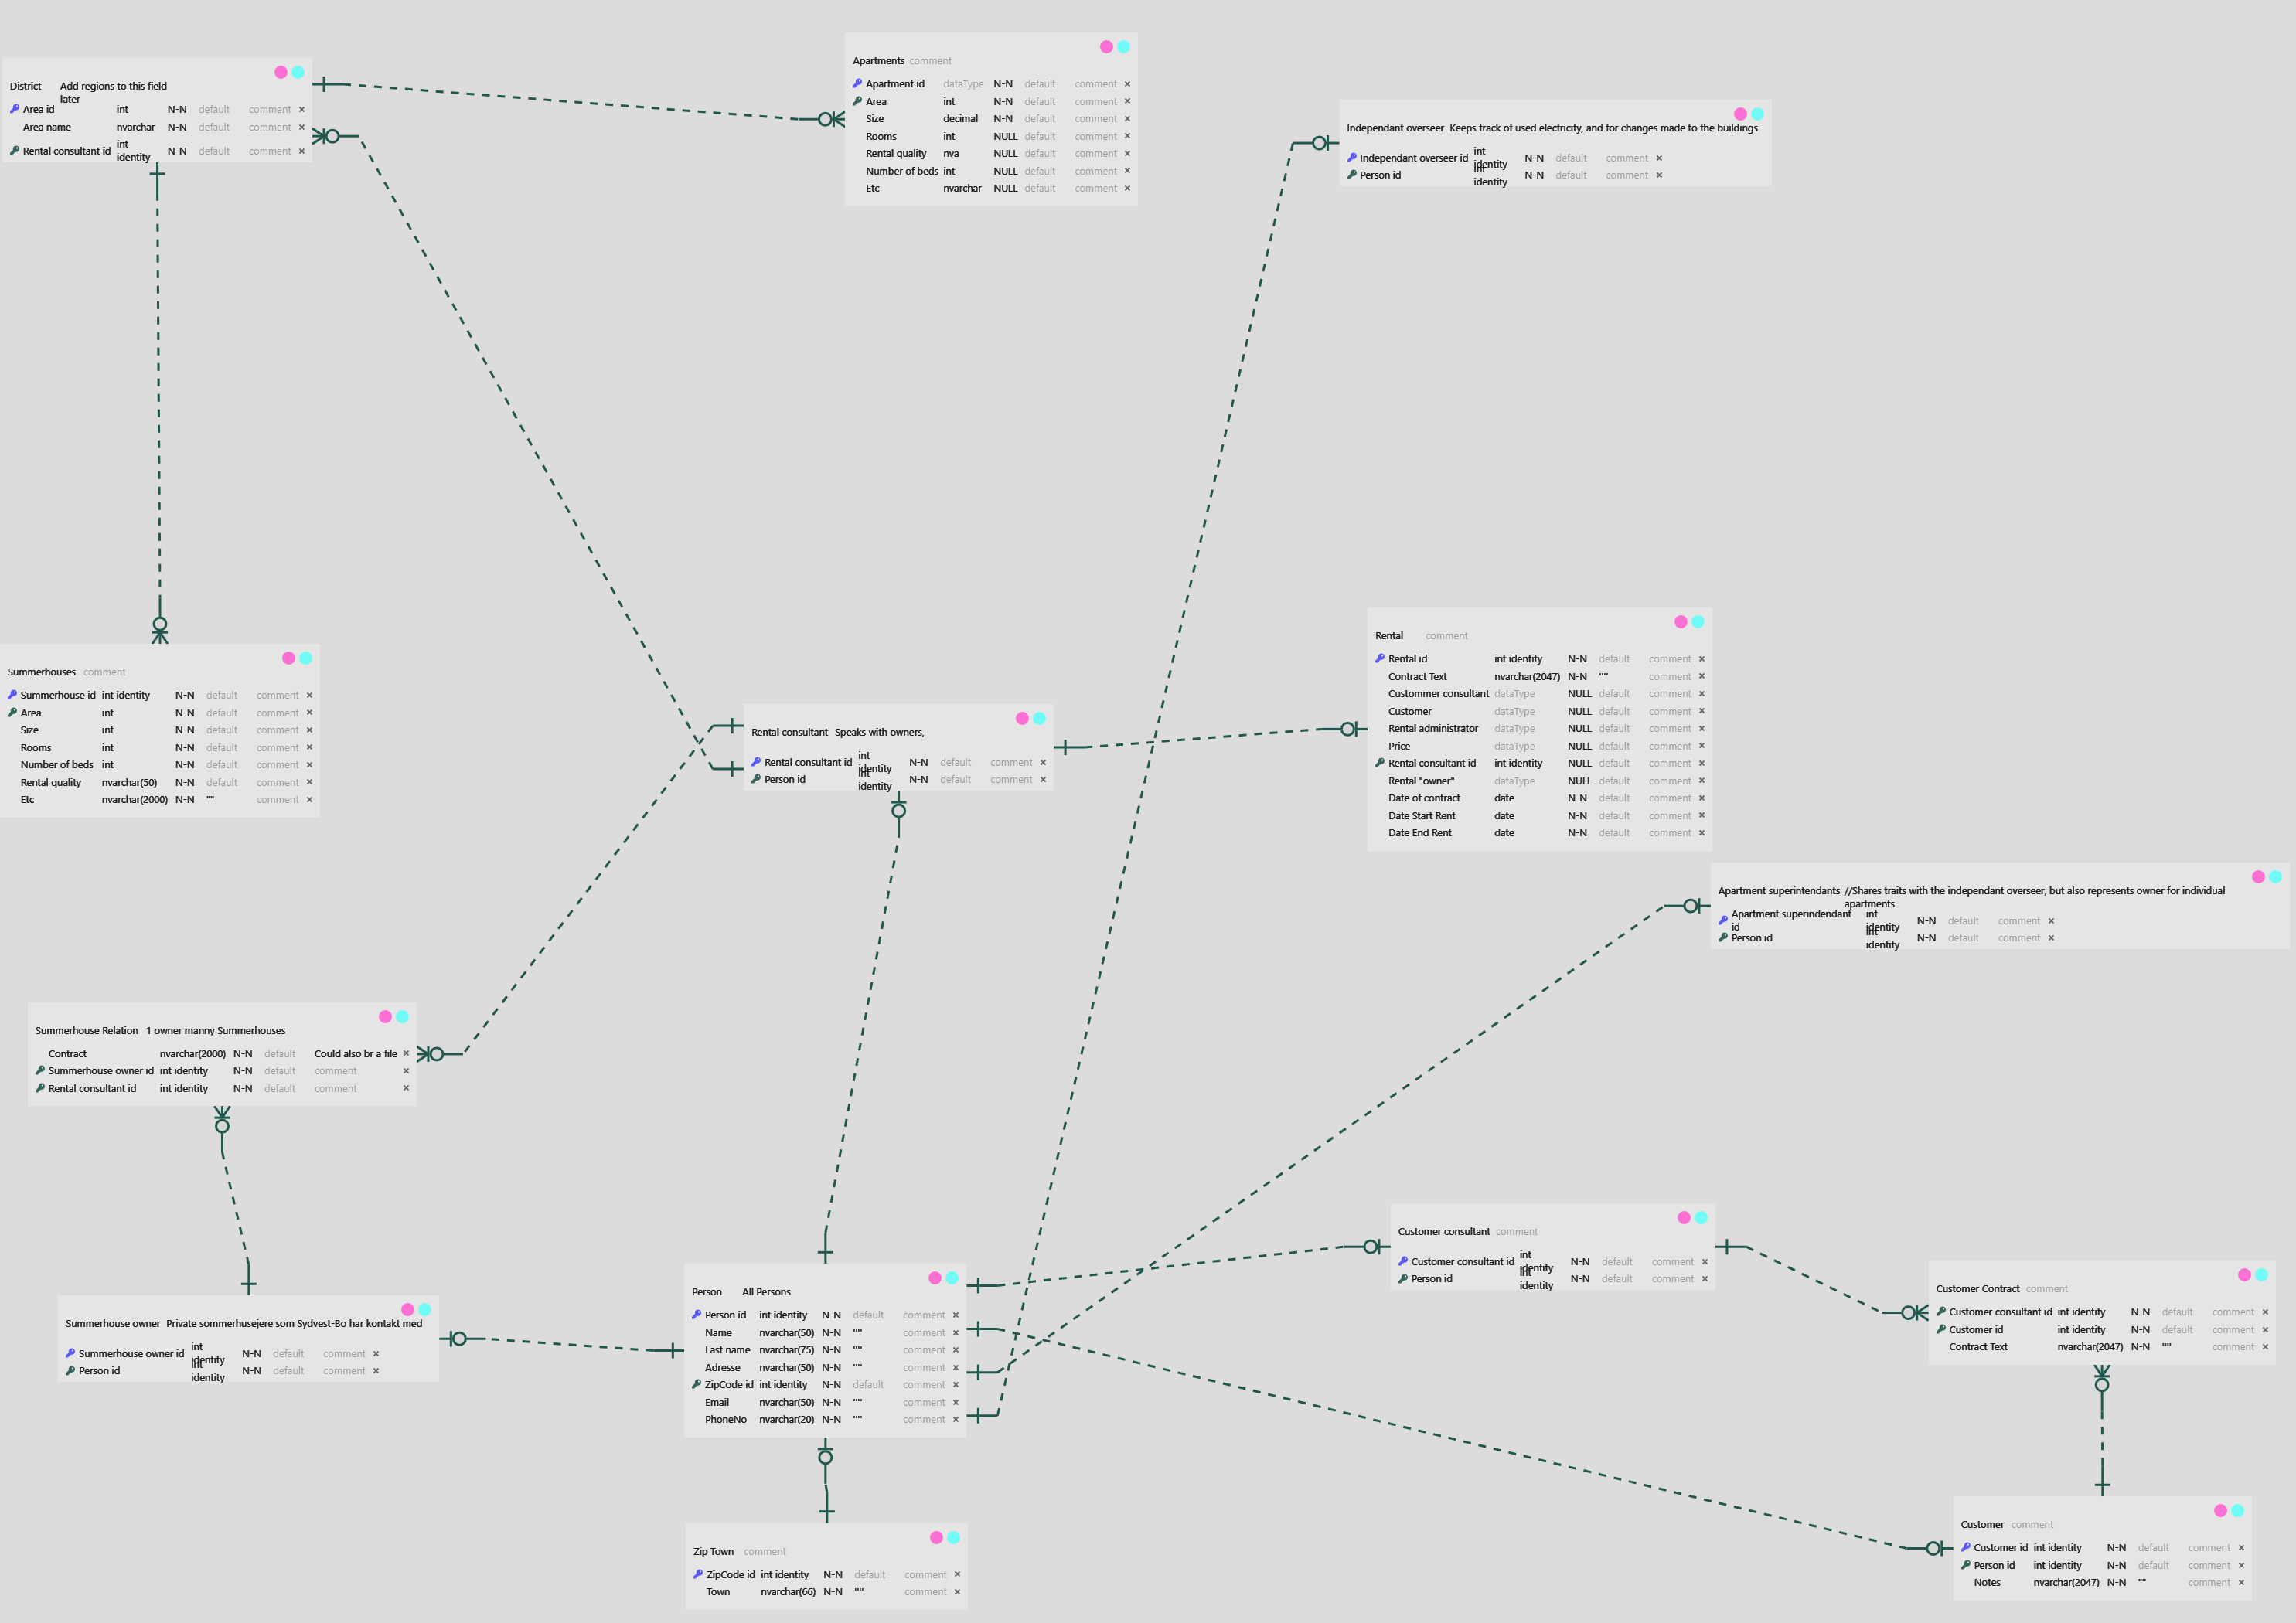 District Add regions to this field
later
Area id int N-N default comment ×
Area name nvarchar N-N default comment ×
Rental consultant id int identity N-N default comment ×
Apartments comment
Apartment id dataType N-N default comment ×
Area int N-N default comment ×
Size decimal N-N default comment ×
Rooms int NULL default comment ×
Rental quality nva NULL default comment ×
Number of beds int NULL default comment ×
Etc nvarchar NULL default comment ×
Independant overseer Keeps track of used electricity, and for changes made to the buildings
Independant overseer id int identity N-N default comment ×
Person id int identity N-N default comment ×
Summerhouses comment
Summerhouse id int identity N-N default comment ×
Area int N-N default comment ×
Size int N-N default comment ×
Rooms int N-N default comment ×
Number of beds int N-N default comment ×
Rental quality nvarchar(50) N-N default comment ×
Etc nvarchar(2000) N-N "" comment ×
Rental consultant Speaks with owners,
Rental consultant id int identity N-N default comment ×
Person id int identity N-N default comment ×
Rental comment
Rental id int identity N-N default comment ×
Contract Text nvarchar(2047) N-N "" comment ×
Custommer consultant dataType NULL default comment ×
Customer dataType NULL default comment ×
Rental administrator dataType NULL default comment ×
Price dataType NULL default comment ×
Rental consultant id int identity NULL default comment ×
Rental "owner" dataType NULL default comment ×
Date of contract date N-N default comment ×
Date Start Rent date N-N default comment ×
Date End Rent date N-N default comment ×
Apartment superintendants //Shares traits with the independant overseer, but also represents owner for individual
apartments
Apartment superindendant id int identity N-N default comment ×
Person id int identity N-N default comment ×
Summerhouse Relation 1 owner manny Summerhouses
Contract nvarchar(2000) N-N default Could also br a file ×
Summerhouse owner id int identity N-N default comment ×
Rental consultant id int identity N-N default comment ×
Summerhouse owner Private sommerhusejere som Sydvest-Bo har kontakt med
Summerhouse owner id int identity N-N default comment ×
Person id int identity N-N default comment ×
Person All Persons
Person id int identity N-N default comment ×
Name nvarchar(50) N-N "" comment ×
Last name nvarchar(75) N-N "" comment ×
Adresse nvarchar(50) N-N "" comment ×
ZipCode id int identity N-N default comment ×
Email nvarchar(50) N-N "" comment ×
PhoneNo nvarchar(20) N-N "" comment ×
Customer consultant comment
Customer consultant id int identity N-N default comment ×
Person id int identity N-N default comment ×
Customer Contract comment
Customer consultant id int identity N-N default comment ×
Customer id int identity N-N default comment ×
Contract Text nvarchar(2047) N-N "" comment ×
Zip Town comment
ZipCode id int identity N-N default comment ×
Town nvarchar(66) N-N "" comment ×
Customer comment
Customer id int identity N-N default comment ×
Person id int identity N-N default comment ×
Notes nvarchar(2047) N-N "" comment ×